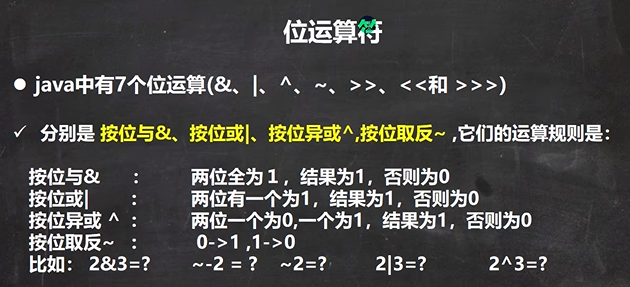 位运算符
● java中有7个位运算(&、|、^、~、>>、<<和 >>>)
✓ 分别是 按位与&、按位或|、按位异或^,按位取反~ ,它们的运算规则是：
按位与& ： 两位全为１，结果为1，否则为0
按位或| ： 两位有一个为1，结果为1，否则为0
按位异或 ^ ： 两位一个为0,一个为1，结果为1，否则为0
按位取反~ ： 0->1 ,1->0
比如： 2&3=? ~-2 = ? ~2=? 2|3=? 2^3=?